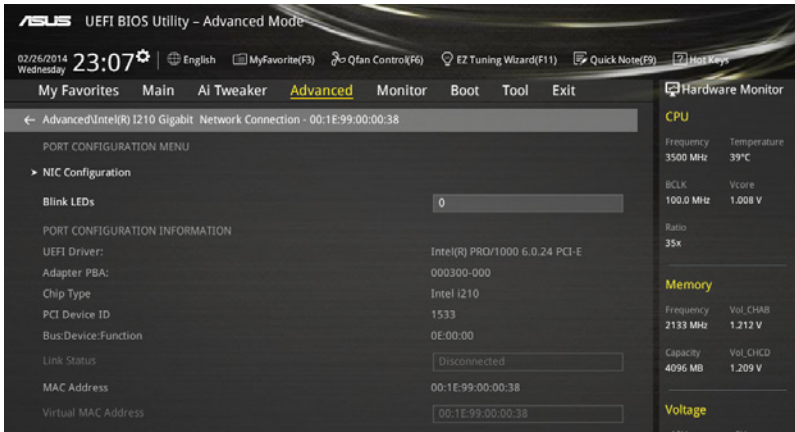 ASUS UEFI BIOS Utility – Advanced Mode
02/26/2014 Wednesday 23:07 English MyFavorite(F3) Qfan Control(F6) EZ Tuning Wizard(F11) Quick Note(F9) ? Hot Keys
My Favorites Main Ai Tweaker Advanced Monitor Boot Tool Exit
← Advanced\Intel(R) I210 Gigabit Network Connection - 00:1E:99:00:00:38
PORT CONFIGURATION MENU
> NIC Configuration
Blink LEDs 0
PORT CONFIGURATION INFORMATION
UEFI Driver: Intel(R) PRO/1000 6.0.24 PCI-E
Adapter PBA: 000300-000
Chip Type Intel i210
PCI Device ID 1533
Bus:Device:Function 0E:00:00
Link Status Disconnected
MAC Address 00:1E:99:00:00:38
Virtual MAC Address 00:1E:99:00:00:38
Hardware Monitor
CPU
Frequency Temperature
3500 MHz 39°C
BCLK Vcore
100.0 MHz 1.008 V
Ratio
35x
Memory
Frequency Vol_CHAB
2133 MHz 1.212 V
Capacity Vol_CHCD
4096 MB 1.209 V
Voltage